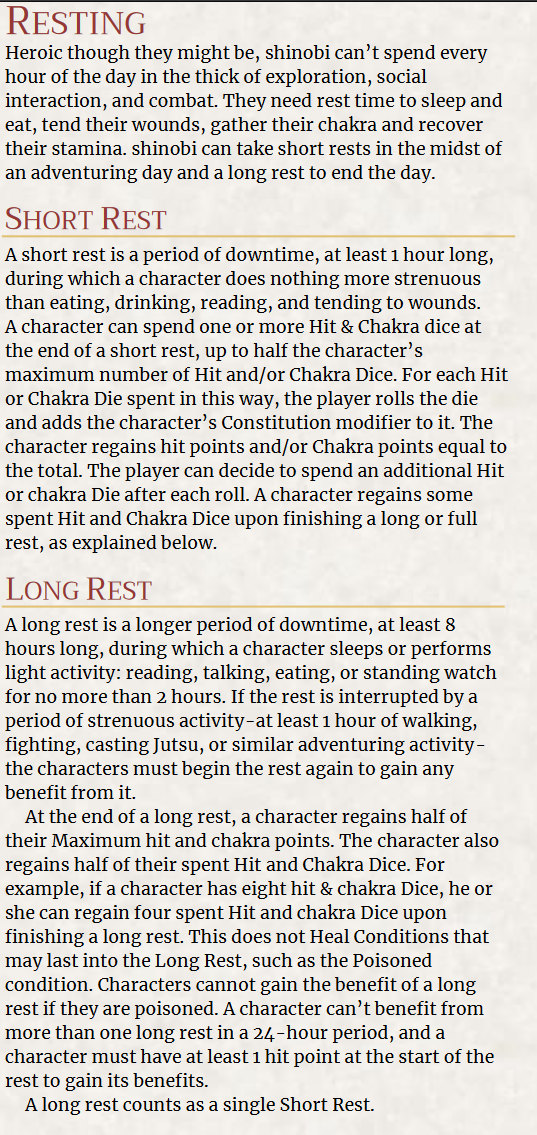 RESTING
Heroic though they might be, shinobi can't spend every
hour of the day in the thick of exploration, social
interaction, and combat. They need rest time to sleep and
eat, tend their wounds, gather their chakra and recover
their stamina. shinobi can take short rests in the midst of
an adventuring day and a long rest to end the day.
SHORT REST
A short rest is a period of downtime, at least 1 hour long,
during which a character does nothing more strenuous
than eating, drinking, reading, and tending to wounds.
A character can spend one or more Hit & Chakra dice at
the end of a short rest, up to half the character's
maximum number of Hit and/or Chakra Dice. For each Hit
or Chakra Die spent in this way, the player rolls the die
and adds the character's Constitution modifier to it. The
character regains hit points and/or Chakra points equal to
the total. The player can decide to spend an additional Hit
or chakra Die after each roll. A character regains some
spent Hit and Chakra Dice upon finishing a long or full
rest, as explained below.
LONG REST
A long rest is a longer period of downtime, at least 8
hours long, during which a character sleeps or performs
light activity: reading, talking, eating, or standing watch
for no more than 2 hours. If the rest is interrupted by a
period of strenuous activity-at least 1 hour of walking,
fighting, casting Jutsu, or similar adventuring activity-
the characters must begin the rest again to gain any
benefit from it.
At the end of a long rest, a character regains half of
their Maximum hit and chakra points. The character also
regains half of their spent Hit and Chakra Dice. For
example, if a character has eight hit & chakra Dice, he or
she can regain four spent Hit and chakra Dice upon
finishing a long rest. This does not Heal Conditions that
may last into the Long Rest, such as the Poisoned
condition. Characters cannot gain the benefit of a long
rest if they are poisoned. A character can't benefit from
more than one long rest in a 24-hour period, and a
character must have at least 1 hit point at the start of the
rest to gain its benefits.
A long rest counts as a single Short Rest.